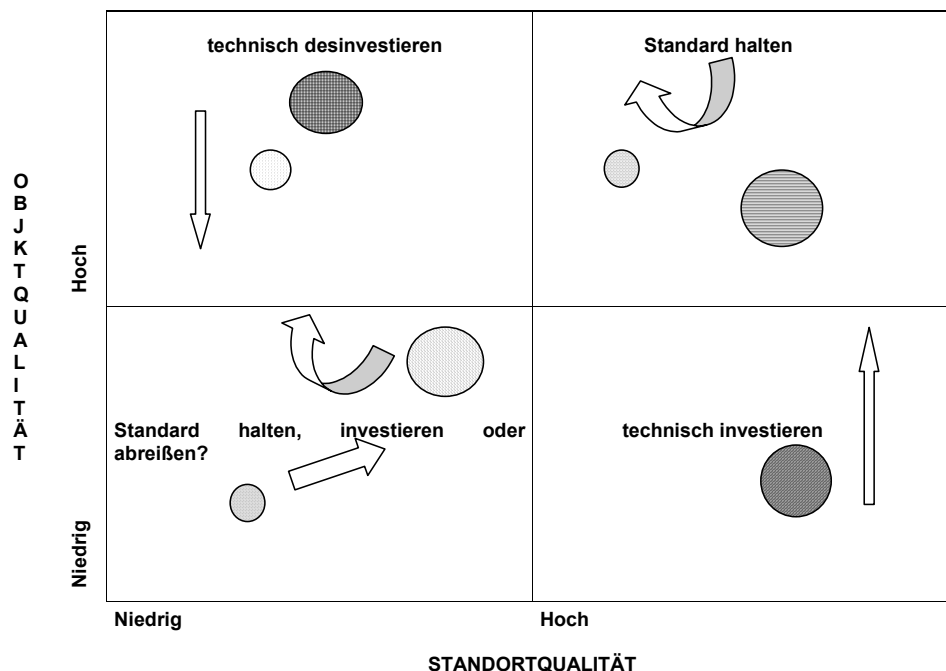 technisch desinvestieren
Standard halten
OBJKTQUALITÄT
Hoch
Standard halten, investieren oder
abreißen?
technisch investieren
Niedrig
Niedrig
Hoch
STANDORTQUALITÄT